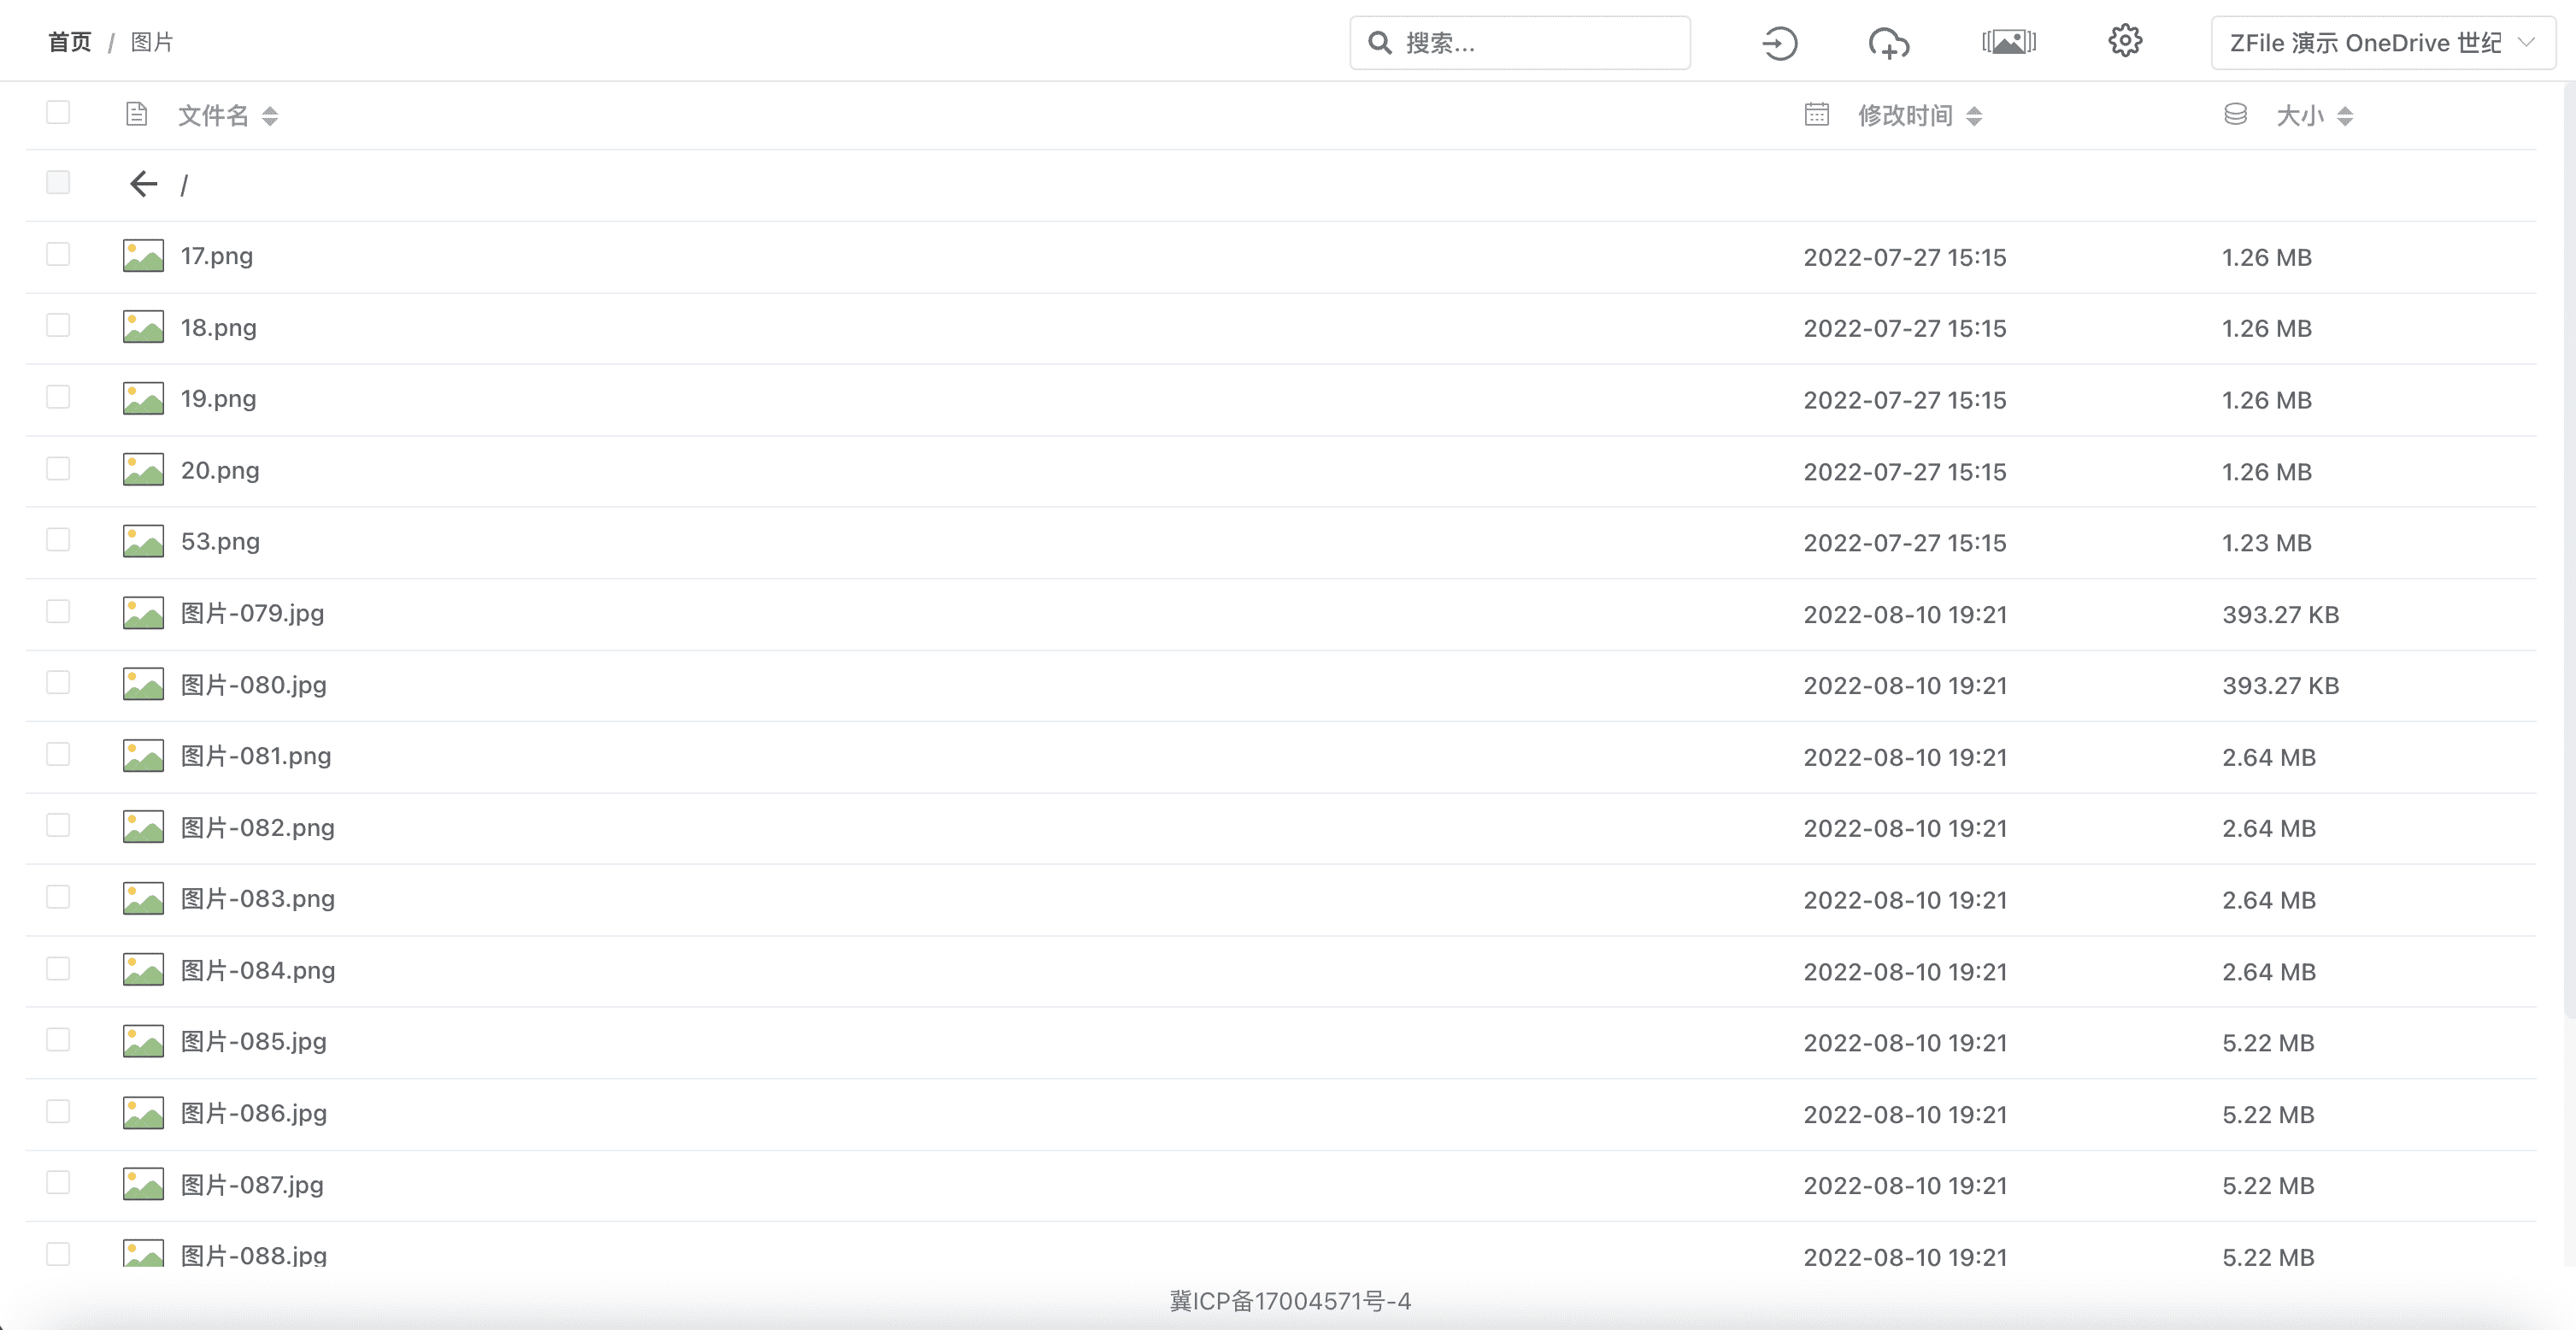 首页 / 图片 搜索... ZFile 演示 OneDrive 世纪
文件名 修改时间 大小
/
17.png 2022-07-27 15:15 1.26 MB
18.png 2022-07-27 15:15 1.26 MB
19.png 2022-07-27 15:15 1.26 MB
20.png 2022-07-27 15:15 1.26 MB
53.png 2022-07-27 15:15 1.23 MB
图片-079.jpg 2022-08-10 19:21 393.27 KB
图片-080.jpg 2022-08-10 19:21 393.27 KB
图片-081.png 2022-08-10 19:21 2.64 MB
图片-082.png 2022-08-10 19:21 2.64 MB
图片-083.png 2022-08-10 19:21 2.64 MB
图片-084.png 2022-08-10 19:21 2.64 MB
图片-085.jpg 2022-08-10 19:21 5.22 MB
图片-086.jpg 2022-08-10 19:21 5.22 MB
图片-087.jpg 2022-08-10 19:21 5.22 MB
图片-088.jpg 2022-08-10 19:21 5.22 MB
冀ICP备17004571号-4